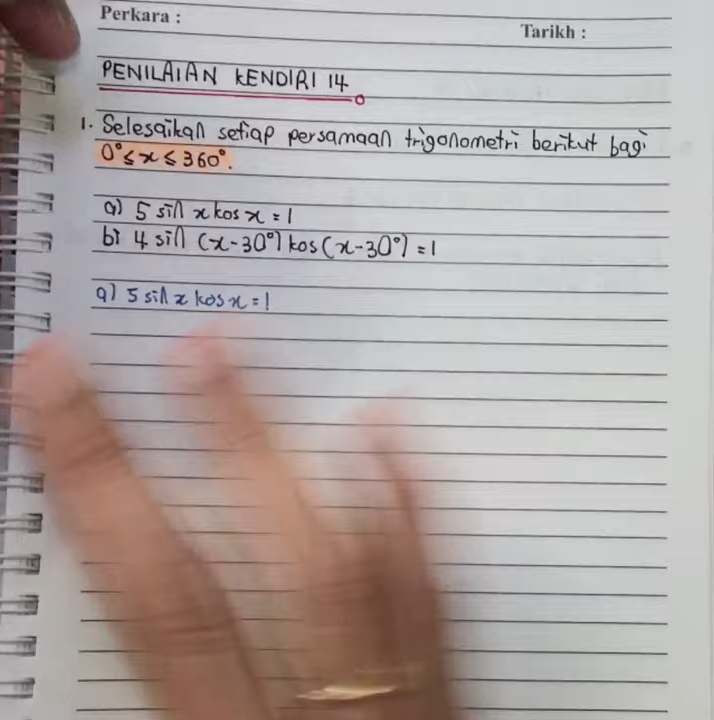 Perkara :
Tarikh :
PENILAIAN KENDIRI 14
1. Selesaikan setiap persamaan trigonometri berikut bagi
0° ≤ x ≤ 360°.
a) 5 sin x kos x = 1
b) 4 sin (x-30°) kos (x-30°) = 1
a) 5 sin x kos x = 1